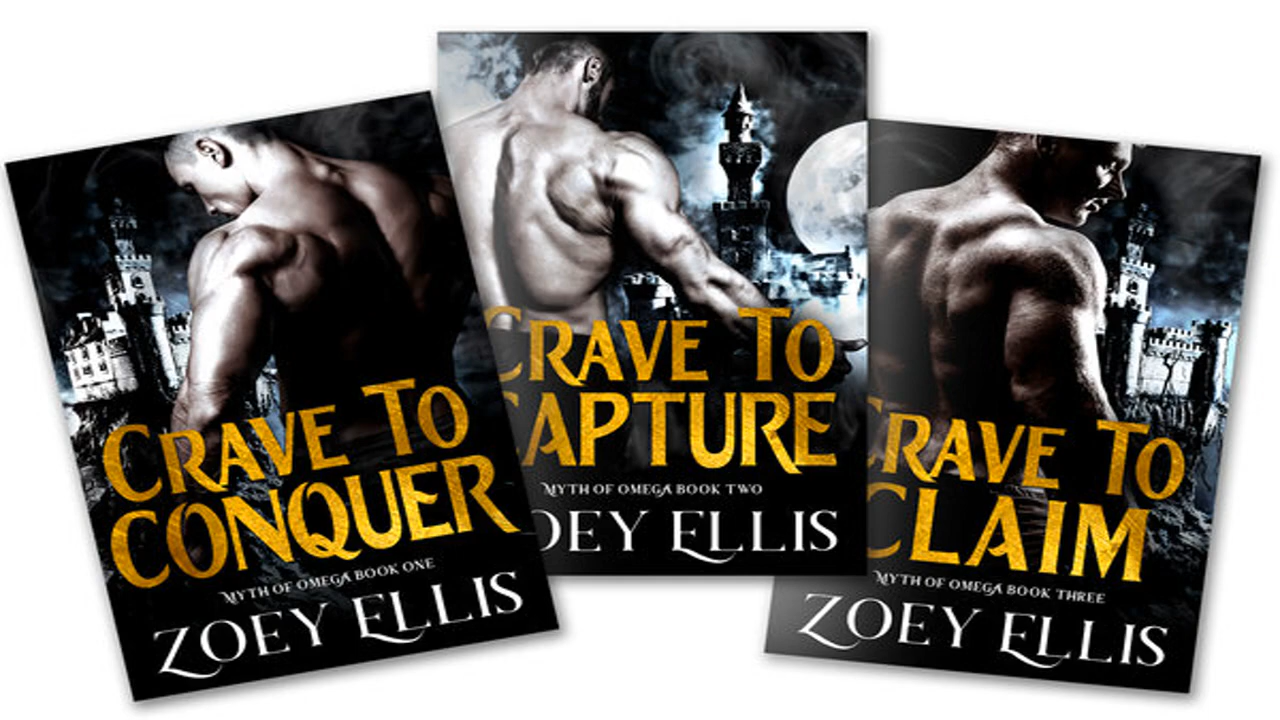 CRAVE TO
CONQUER
MYTH OF OMEGA BOOK ONE
ZOEY ELLIS
CRAVE TO
CAPTURE
MYTH OF OMEGA BOOK TWO
ZOEY ELLIS
CRAVE TO
CLAIM
MYTH OF OMEGA BOOK THREE
ZOEY ELLIS